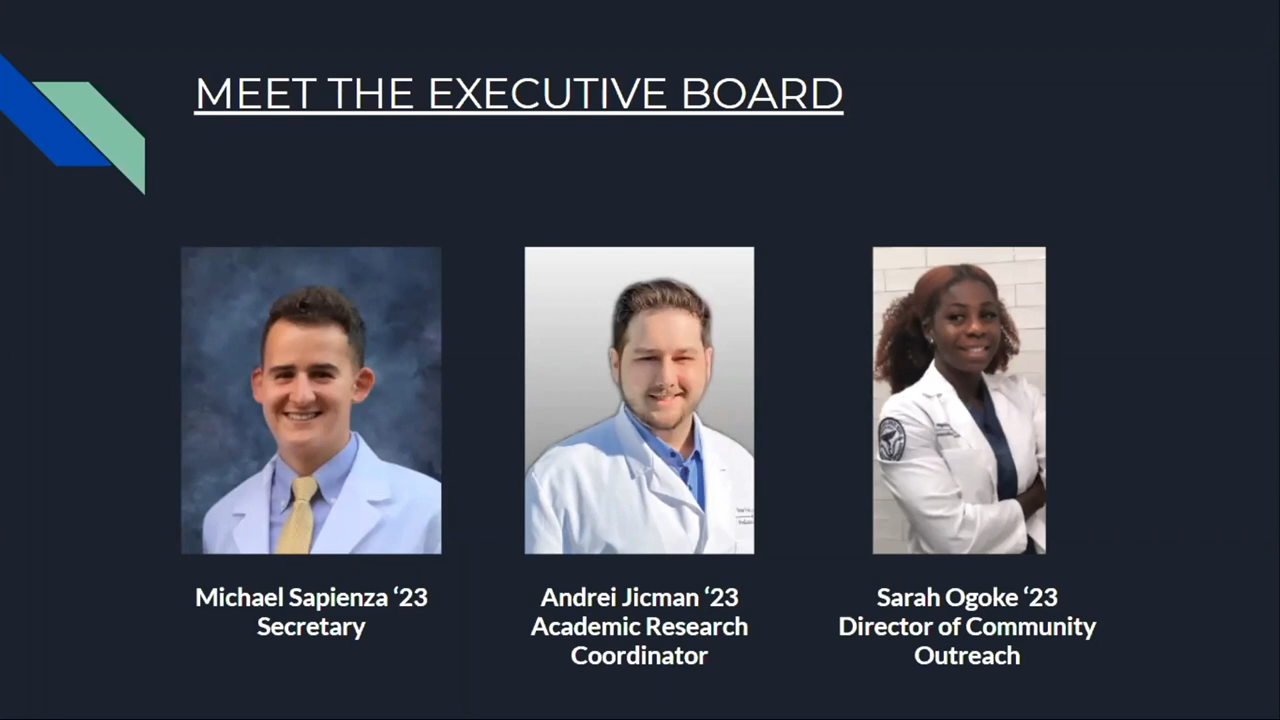 MEET THE EXECUTIVE BOARD
Michael Sapienza ‘23
Secretary
Andrei Jicman ‘23
Academic Research
Coordinator
Sarah Ogoke ‘23
Director of Community
Outreach